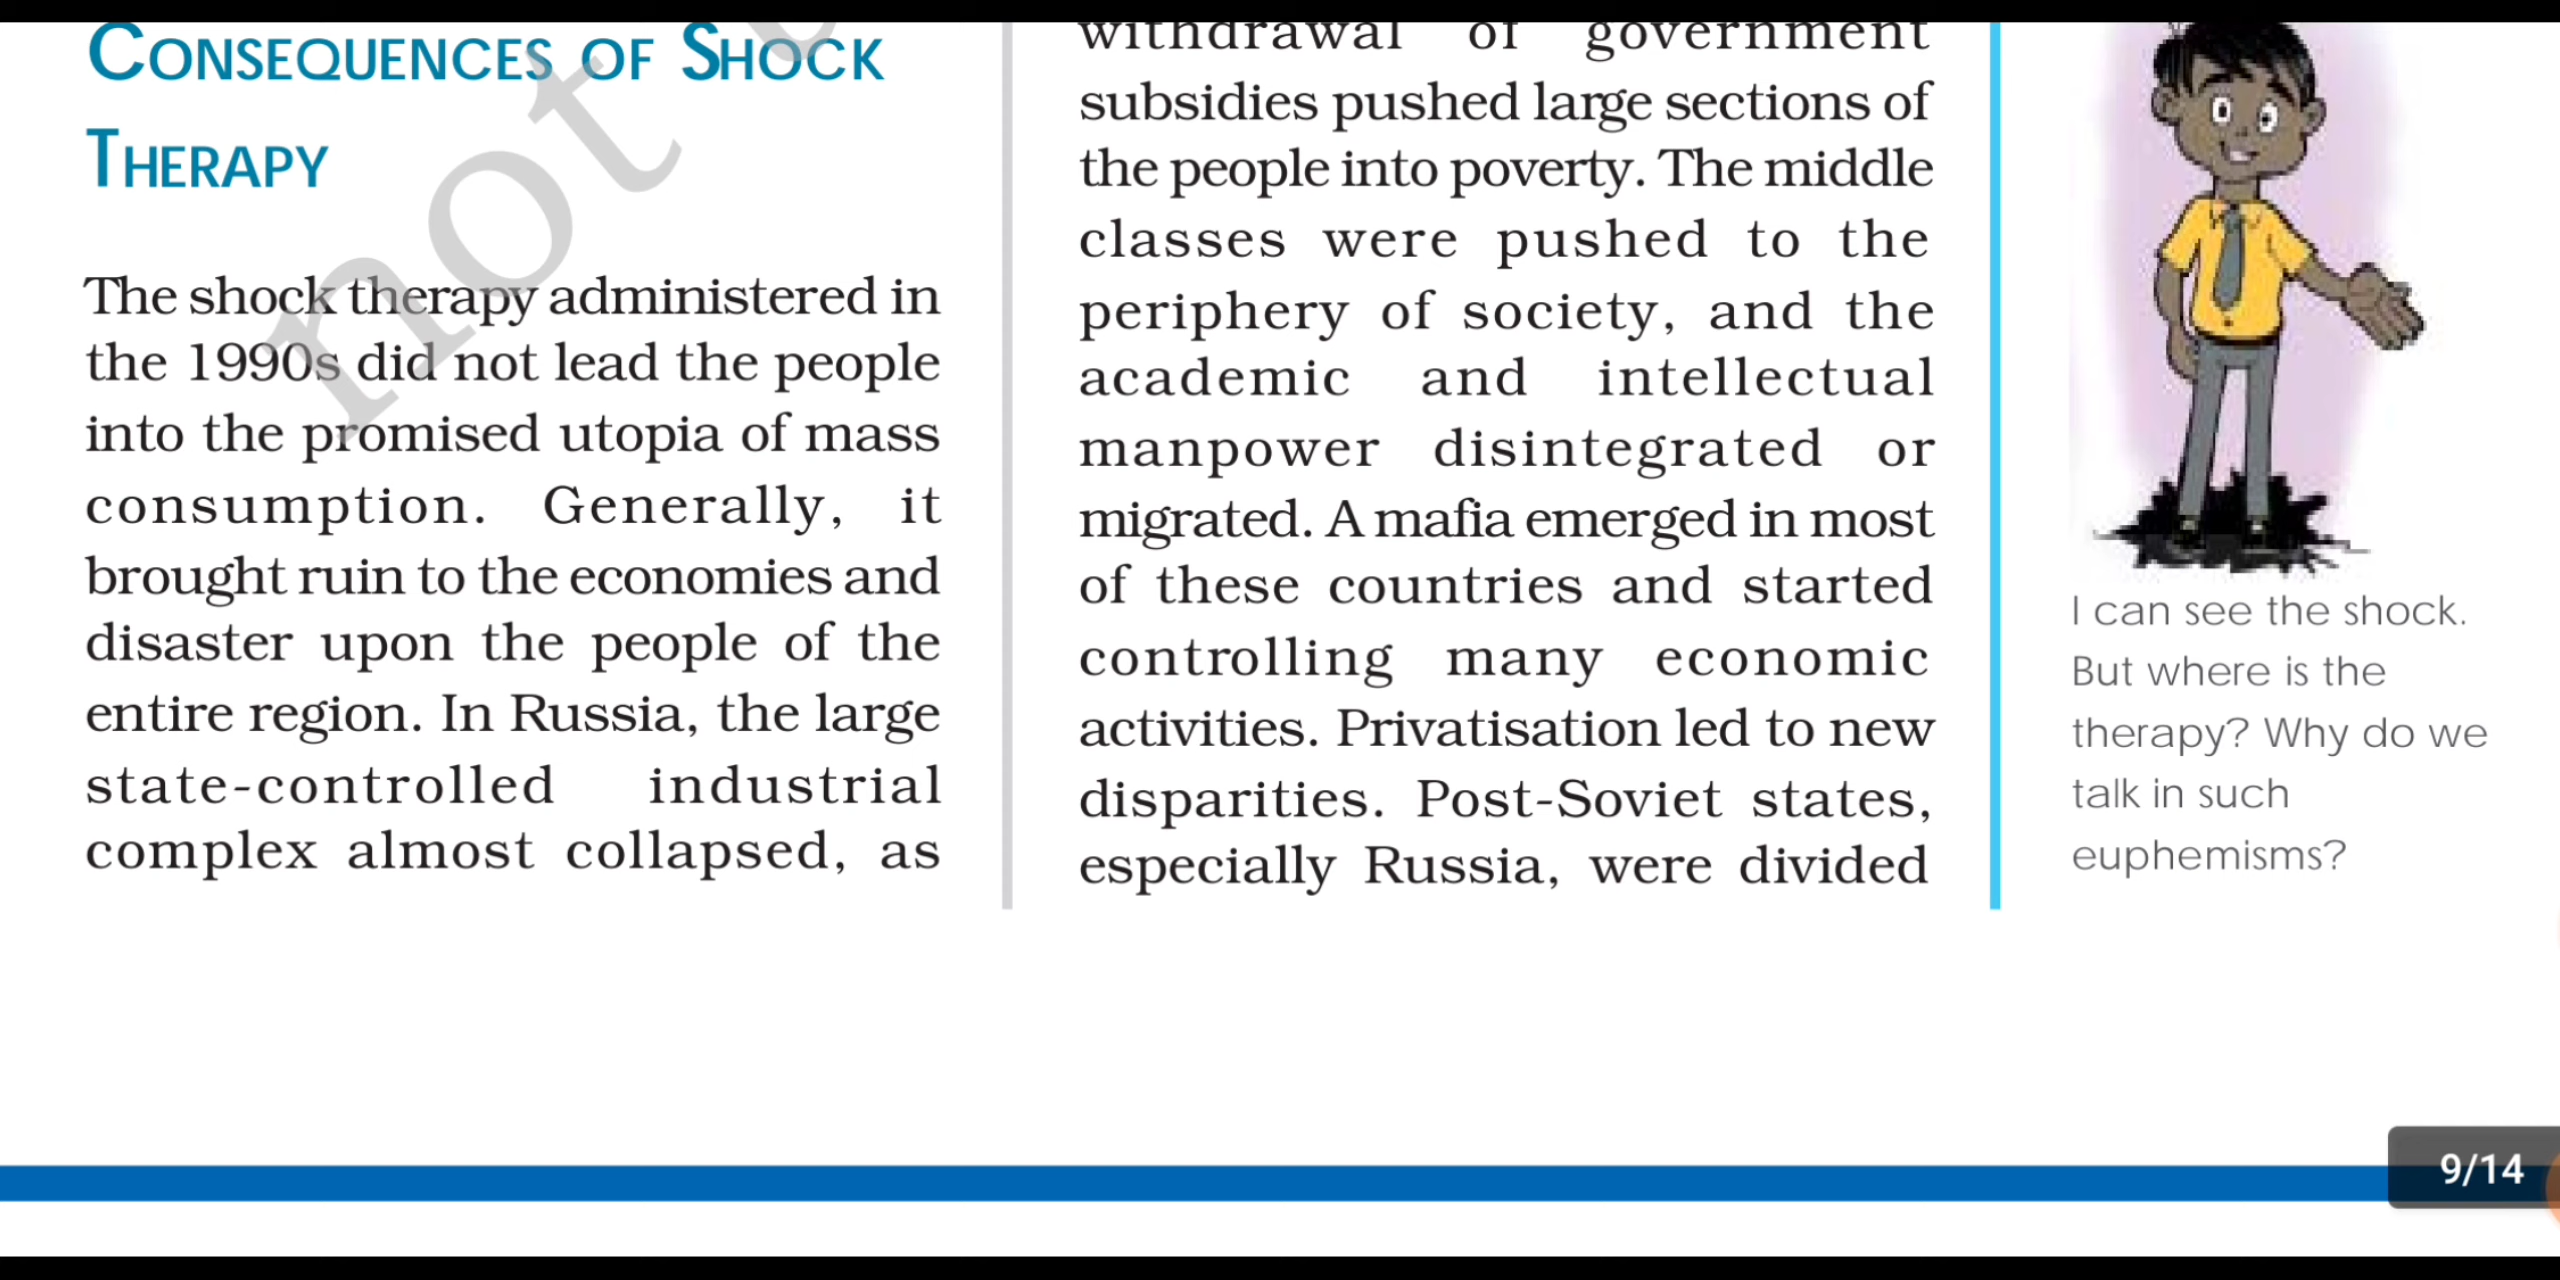 CONSEQUENCES OF SHOCK
THERAPY
The shock therapy administered in
the 1990s did not lead the people
into the promised utopia of mass
consumption. Generally, it
brought ruin to the economies and
disaster upon the people of the
entire region. In Russia, the large
state-controlled industrial
complex almost collapsed, as
withdrawal of government
subsidies pushed large sections of
the people into poverty. The middle
classes were pushed to the
periphery of society, and the
academic and intellectual
manpower disintegrated or
migrated. A mafia emerged in most
of these countries and started
controlling many economic
activities. Privatisation led to new
disparities. Post-Soviet states,
especially Russia, were divided
I can see the shock.
But where is the
therapy? Why do we
talk in such
euphemisms?
not
9/14